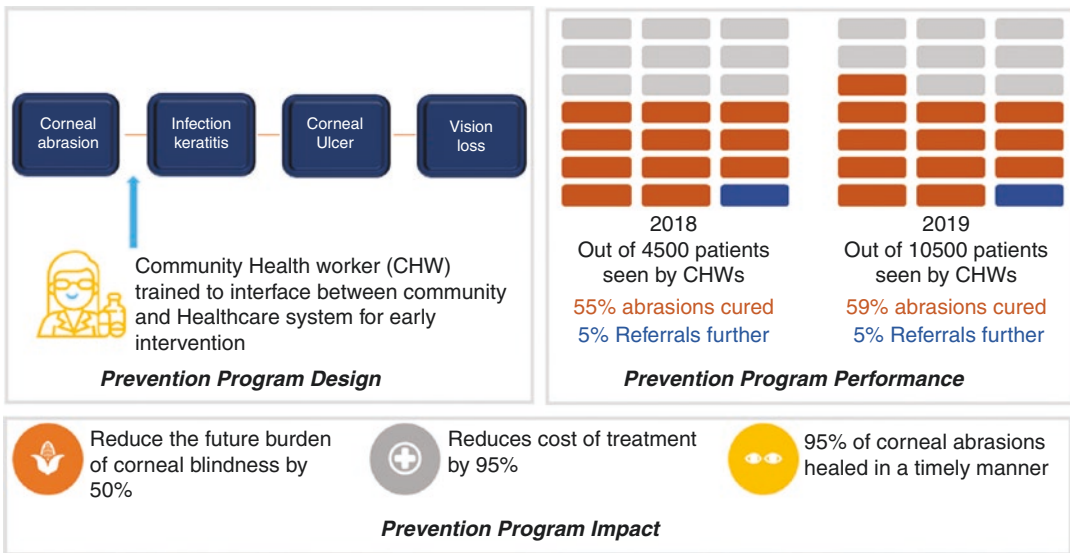 Corneal
abrasion
Infection
keratitis
Corneal
Ulcer
Vision
loss
Community Health worker (CHW)
trained to interface between community
and Healthcare system for early
intervention
Prevention Program Design
2018
Out of 4500 patients
seen by CHWs
55% abrasions cured
5% Referrals further
2019
Out of 10500 patients
seen by CHWs
59% abrasions cured
5% Referrals further
Prevention Program Performance
Reduce the future burden
of corneal blindness by
50%
Reduces cost of treatment
by 95%
95% of corneal abrasions
healed in a timely manner
Prevention Program Impact